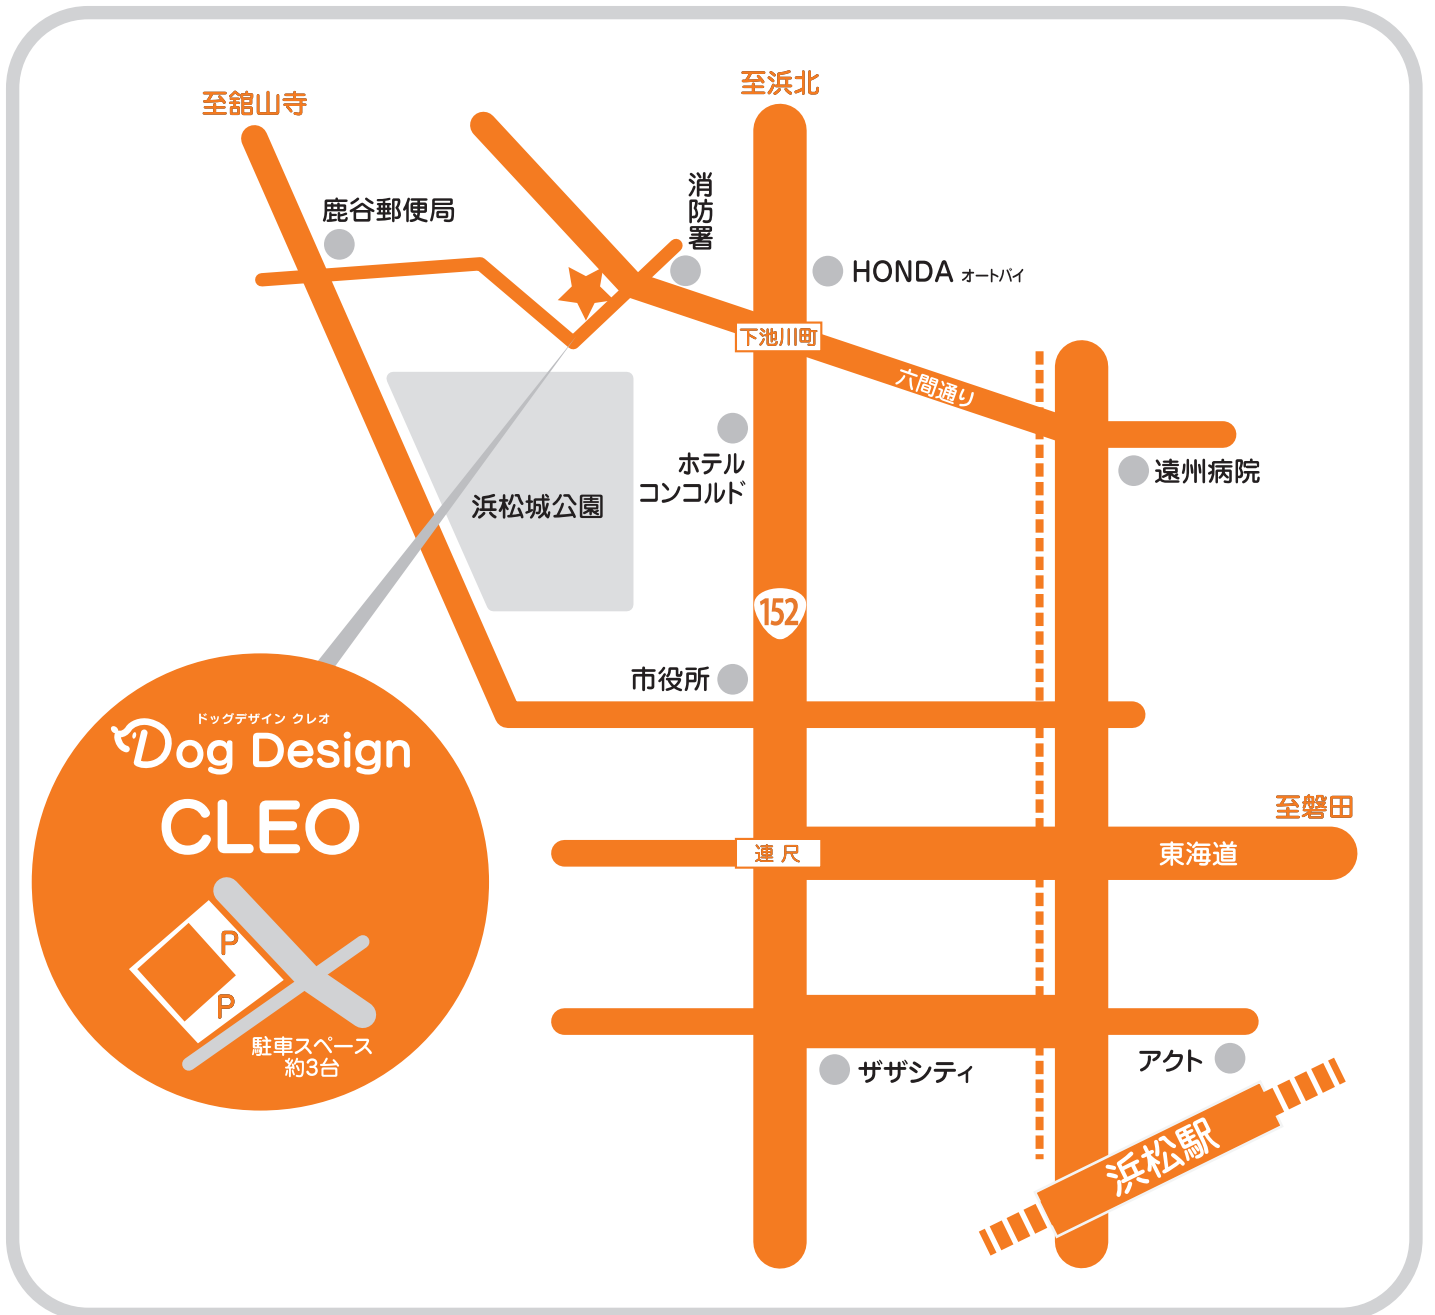 至浜北
至舘山寺
消防署
鹿谷郵便局
HONDA オートバイ
下池川町
六間通り
ホテル
コンコルド
遠州病院
浜松城公園
152
市役所
ドッグデザイン クレオ
Dog Design
CLEO
至磐田
連尺
東海道
P
P
駐車スペース
約3台
ザザシティ
アクト
浜松駅